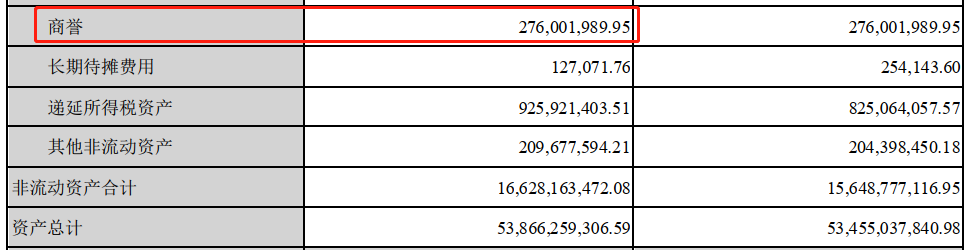 商誉 276,001,989.95 276,001,989.95
长期待摊费用 127,071.76 254,143.60
递延所得税资产 925,921,403.51 825,064,057.57
其他非流动资产 209,677,594.21 204,398,450.18
非流动资产合计 16,628,163,472.08 15,648,777,116.95
资产总计 53,866,259,306.59 53,455,037,840.98